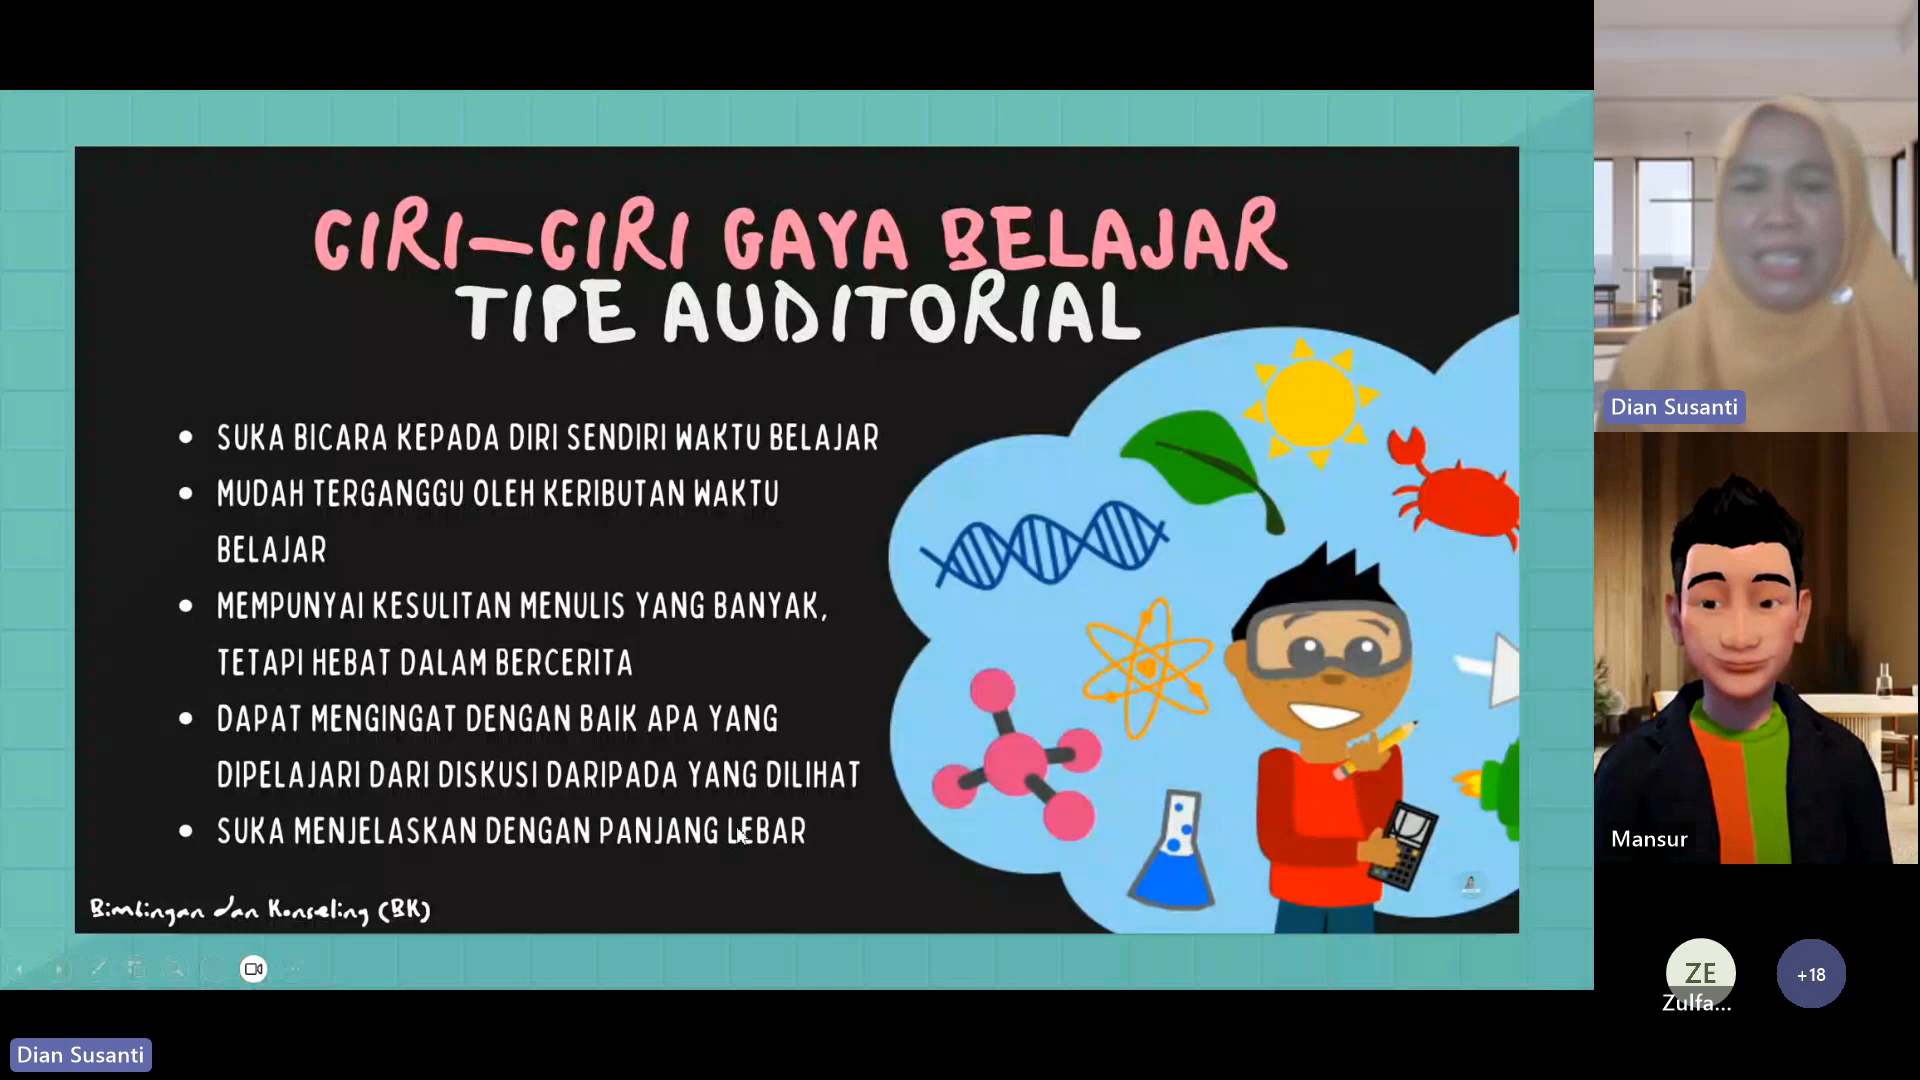 CIRI-CIRI GAYA BELAJAR
TIPE AUDITORIAL
• SUKA BICARA KEPADA DIRI SENDIRI WAKTU BELAJAR
• MUDAH TERGANGGU OLEH KERIBUTAN WAKTU
BELAJAR
• MEMPUNYAI KESULITAN MENULIS YANG BANYAK,
TETAPI HEBAT DALAM BERCERITA
• DAPAT MENGINGAT DENGAN BAIK APA YANG
DIPELAJARI DARI DISKUSI DARIPADA YANG DILIHAT
• SUKA MENJELASKAN DENGAN PANJANG LEBAR
Bimbingan dan Konseling (BK)
Dian Susanti
Dian Susanti
Mansur
ZE
Zulfa...
+18